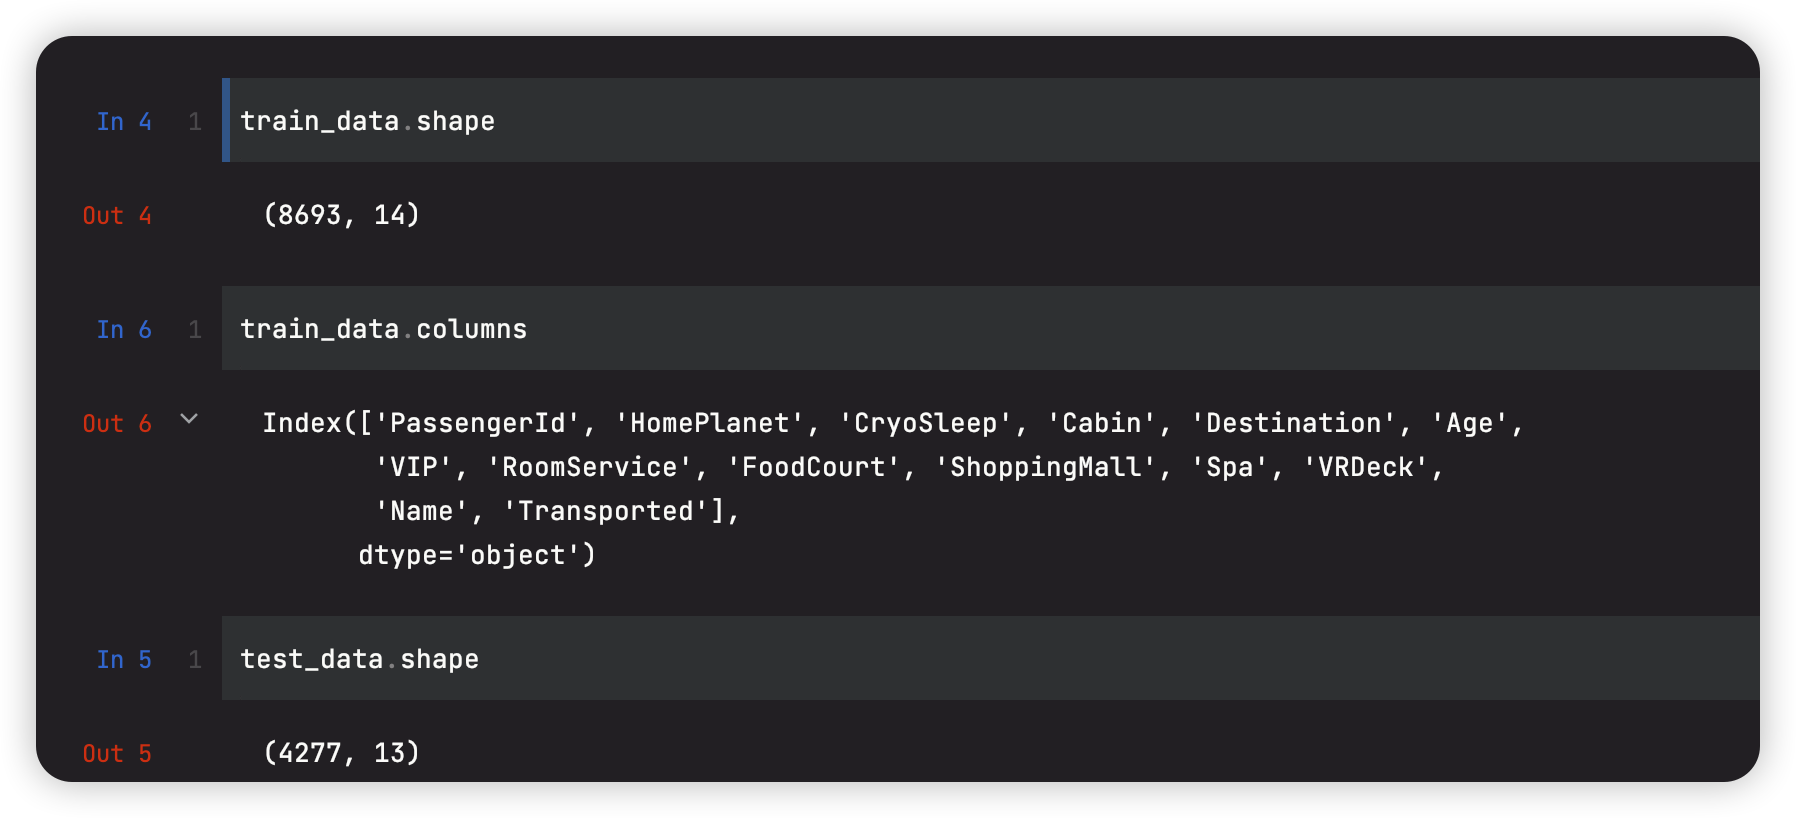 In 4 1 train_data.shape
Out 4 (8693, 14)
In 6 1 train_data.columns
Out 6 Index(['PassengerId', 'HomePlanet', 'CryoSleep', 'Cabin', 'Destination', 'Age',
'VIP', 'RoomService', 'FoodCourt', 'ShoppingMall', 'Spa', 'VRDeck',
'Name', 'Transported'],
dtype='object')
In 5 1 test_data.shape
Out 5 (4277, 13)